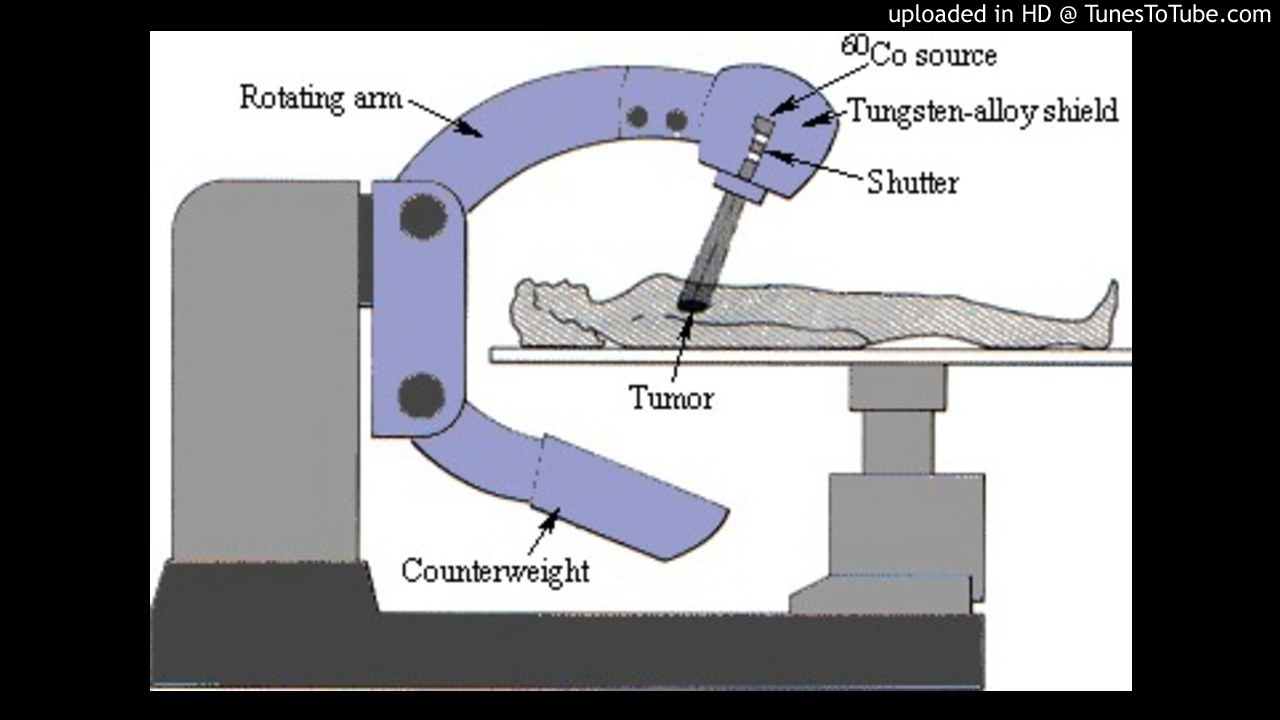 uploaded in HD @ TunesToTube.com
⁶⁰Co source
Rotating arm
Tungsten-alloy shield
Shutter
Tumor
Counterweight